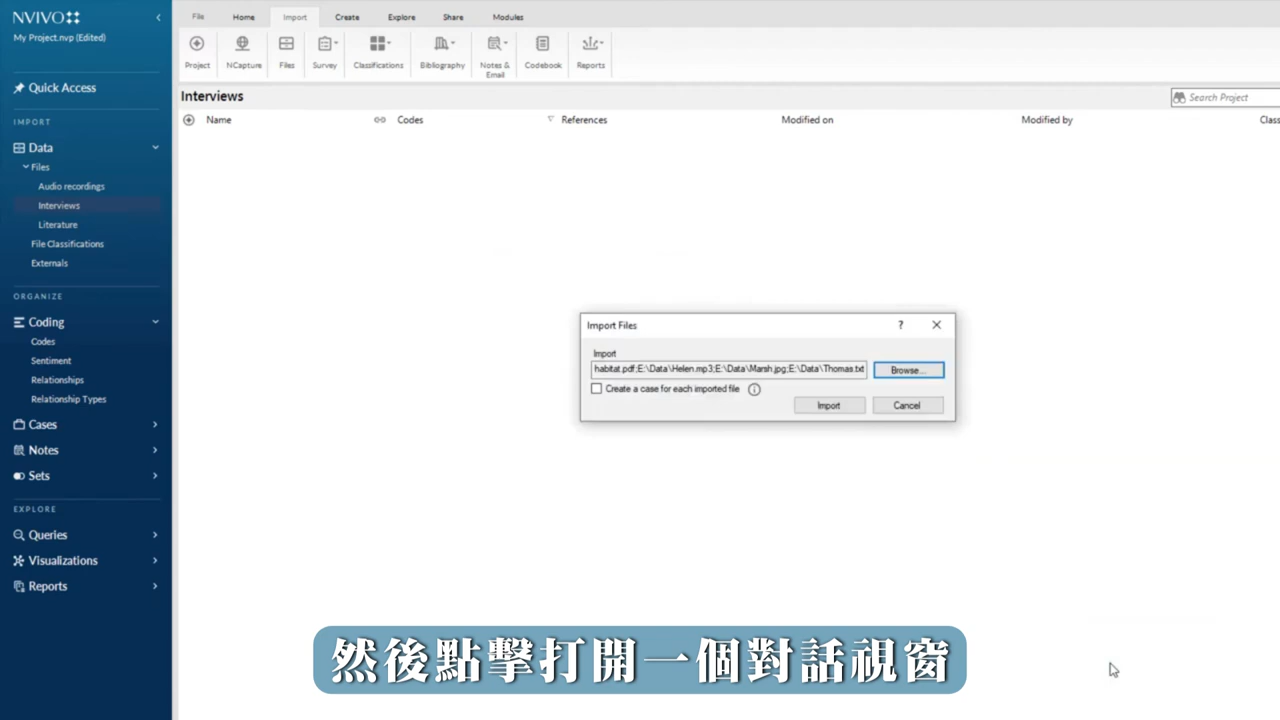 NVIVO
My Project.nvp (Edited)
Quick Access
IMPORT
Data
Files
Audio recordings
Interviews
Literature
File Classifications
Externals
ORGANIZE
Coding
Codes
Sentiment
Relationships
Relationship Types
Cases
Notes
Sets
EXPLORE
Queries
Visualizations
Reports
File Home Import Create Explore Share Modules
Project NCapture Files Survey Classifications Bibliography Notes & Email Codebook Reports
Interviews
Search Project
Name Codes References Modified on Modified by Class
Import Files
?
Import
habitat.pdf;E:\Data\Helen.mp3;E:\Data\Marsh.jpg;E:\Data\Thomas.txt
Browse...
Create a case for each imported file
Import Cancel
然後點擊打開一個對話視窗